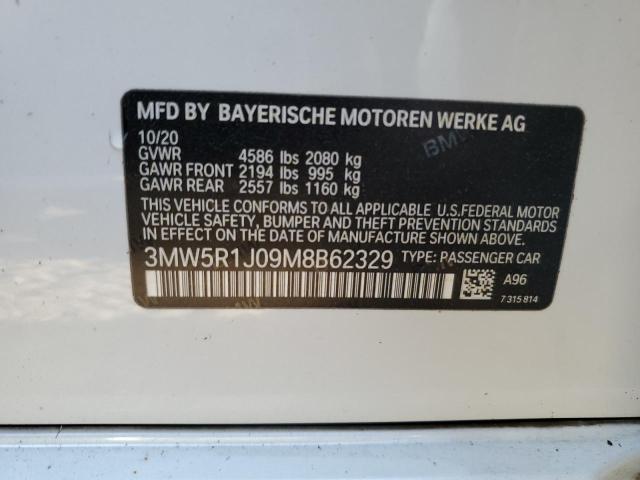 MFD BY BAYERISCHE MOTOREN WERKE AG
10/20
GVWR 4586 lbs 2080 kg
GAWR FRONT 2194 lbs 995 kg
GAWR REAR 2557 lbs 1160 kg
THIS VEHICLE CONFORMS TO ALL APPLICABLE U.S.FEDERAL MOTOR
VEHICLE SAFETY, BUMPER AND THEFT PREVENTION STANDARDS
IN EFFECT ON THE DATE OF MANUFACTURE SHOWN ABOVE.
3MW5R1J09M8B62329 TYPE: PASSENGER CAR
A96
7 315 814
BMW